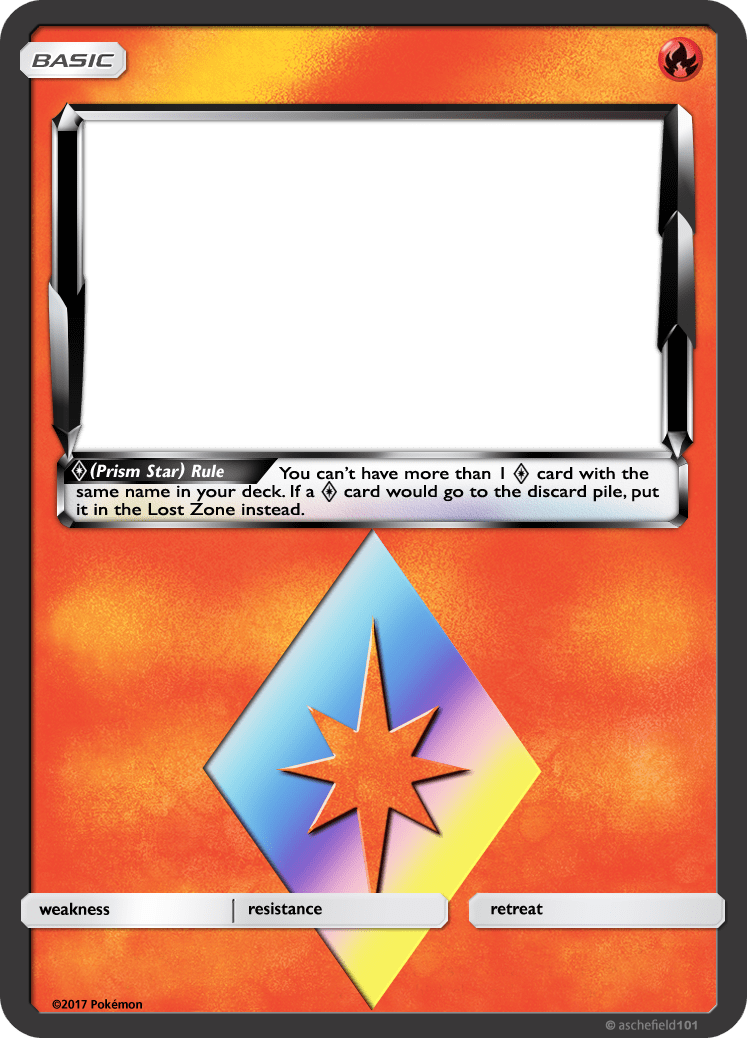 BASIC
(Prism Star) Rule You can't have more than 1 card with the
same name in your deck. If a card would go to the discard pile, put
it in the Lost Zone instead.
weakness resistance retreat
©2017 Pokémon
© aschefield101